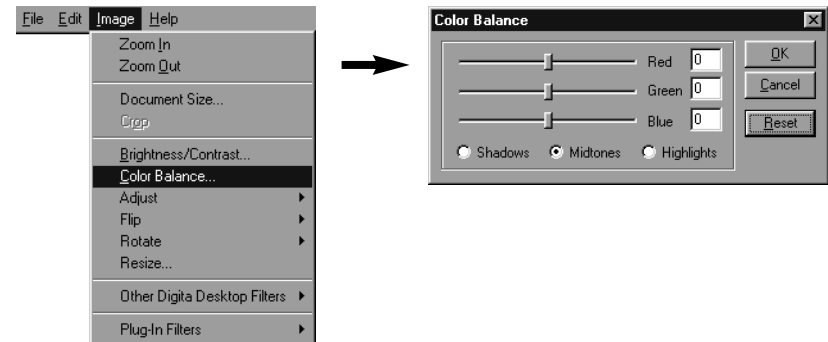 File Edit Image Help
Zoom In
Zoom Out
Document Size...
Crop
Brightness/Contrast...
Color Balance...
Adjust
Flip
Rotate
Resize...
Other Digita Desktop Filters
Plug-In Filters
Color Balance
Red 0
Green 0
Blue 0
Shadows Midtones Highlights
OK
Cancel
Reset